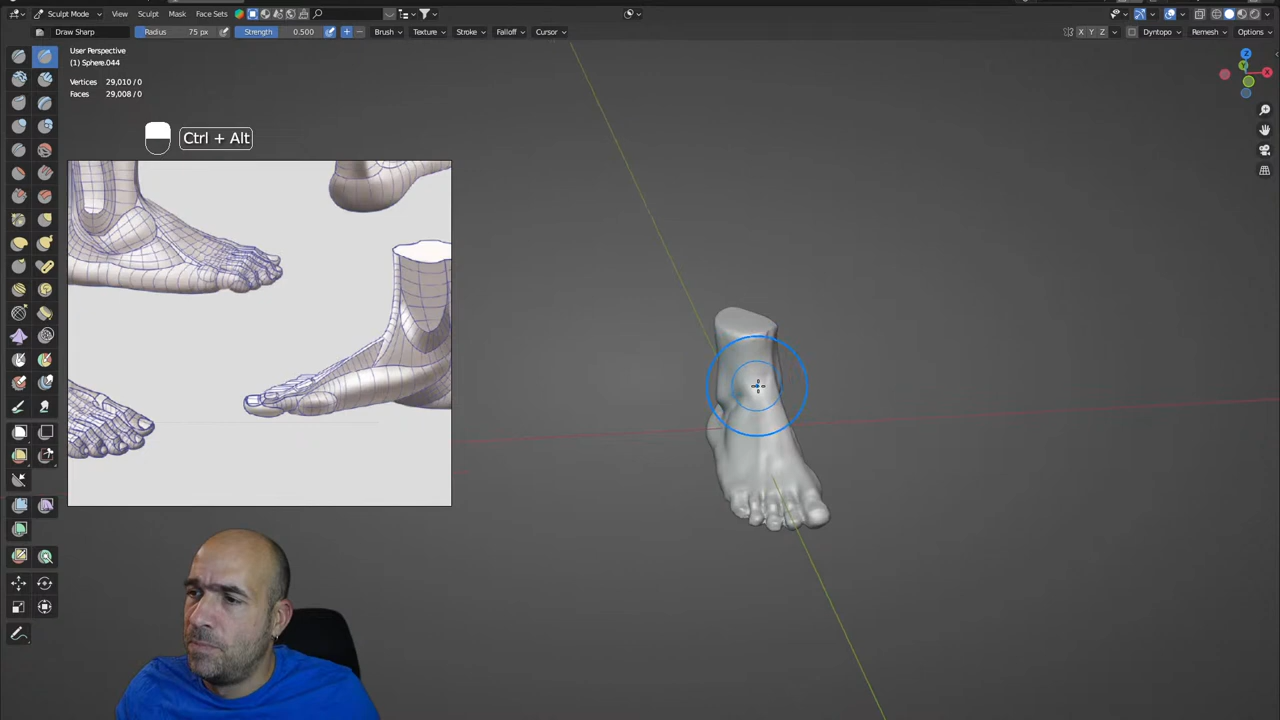 Sculpt Mode View Sculpt Mask Face Sets
Draw Sharp Radius 75 px Strength 0.500 Brush Texture Stroke Falloff Cursor X Y Z Dyntopo Remesh Options
User Perspective
(1) Sphere.044
Vertices 29,010 / 0
Faces 29,008 / 0
Ctrl + Alt
Z
Y
X